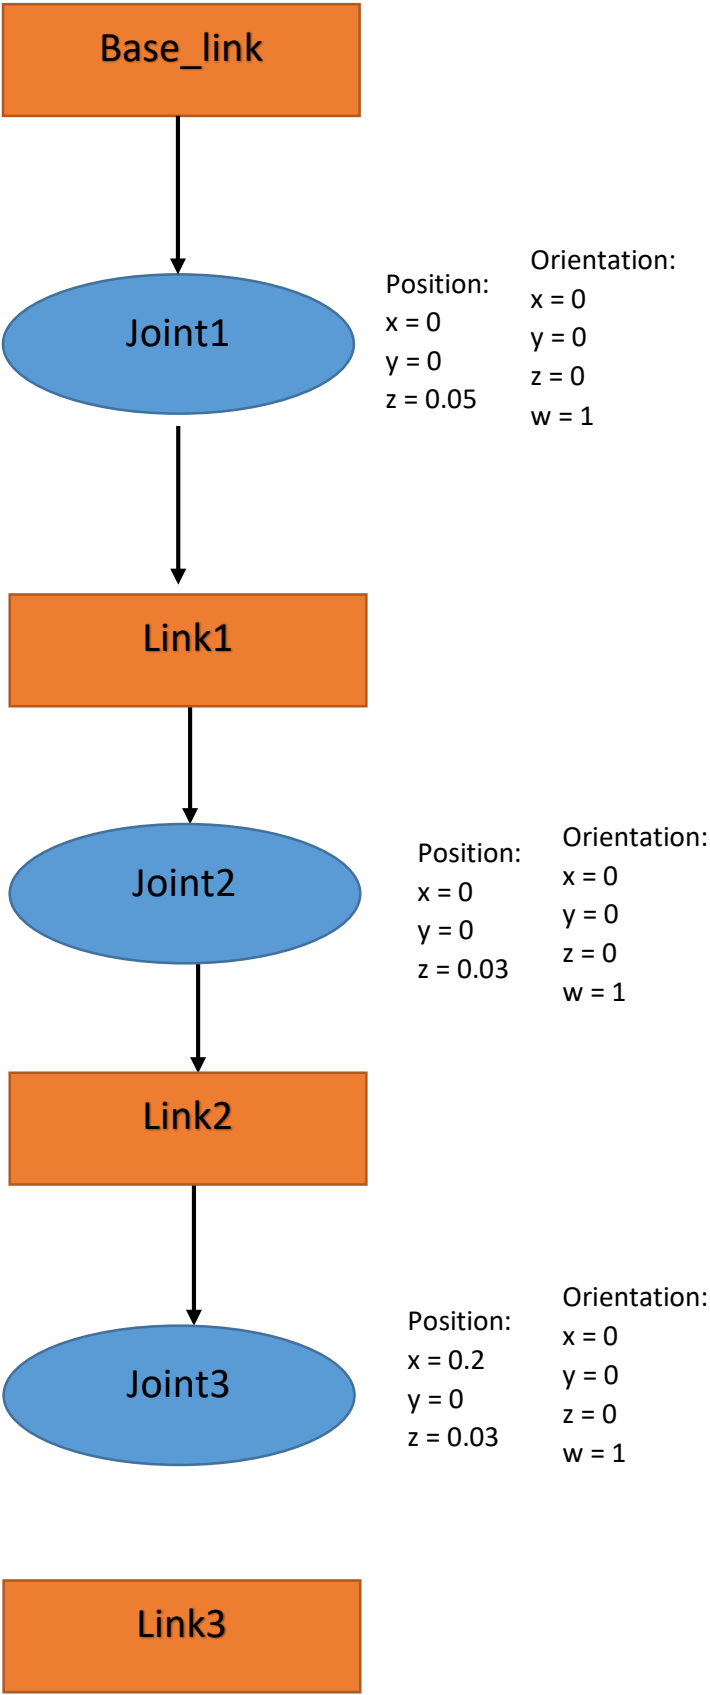 Base_link
Joint1
Position:
x = 0
y = 0
z = 0.05
Orientation:
x = 0
y = 0
z = 0
w = 1
Link1
Joint2
Position:
x = 0
y = 0
z = 0.03
Orientation:
x = 0
y = 0
z = 0
w = 1
Link2
Joint3
Position:
x = 0.2
y = 0
z = 0.03
Orientation:
x = 0
y = 0
z = 0
w = 1
Link3